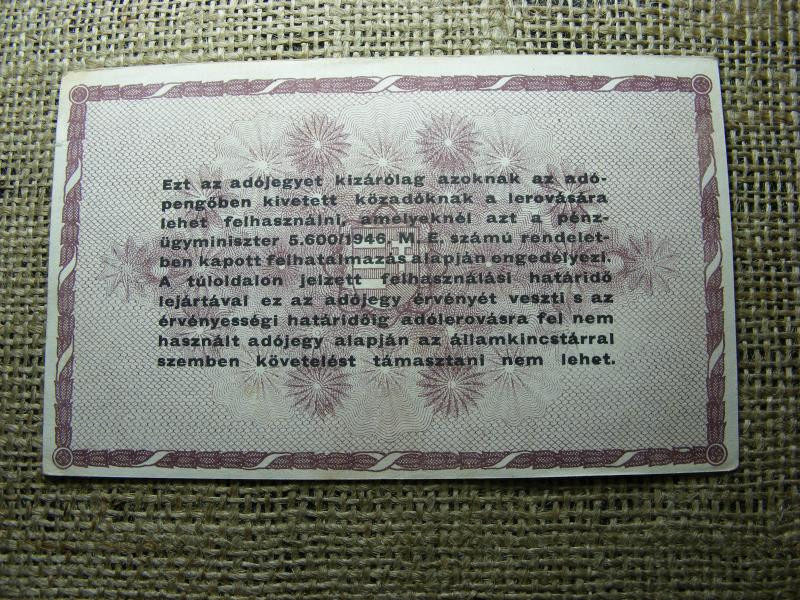 Ezt az adójegyet kizárólag azoknak az adó-
pengőben kivetett közadóknak a lerovására
lehet felhasználni, amelyeknél azt a pénz-
ügyminiszter 5.600/1946. M. E. számú rendelet-
ben kapott felhatalmazás alapján engedélyezi.
A túloldalon jelzett felhasználási határidő
lejártával ez az adójegy érvényét veszti s az
érvényességi határidőig adólerovásra fel nem
használt adójegy alapján az államkincstárral
szemben követelést támasztani nem lehet.